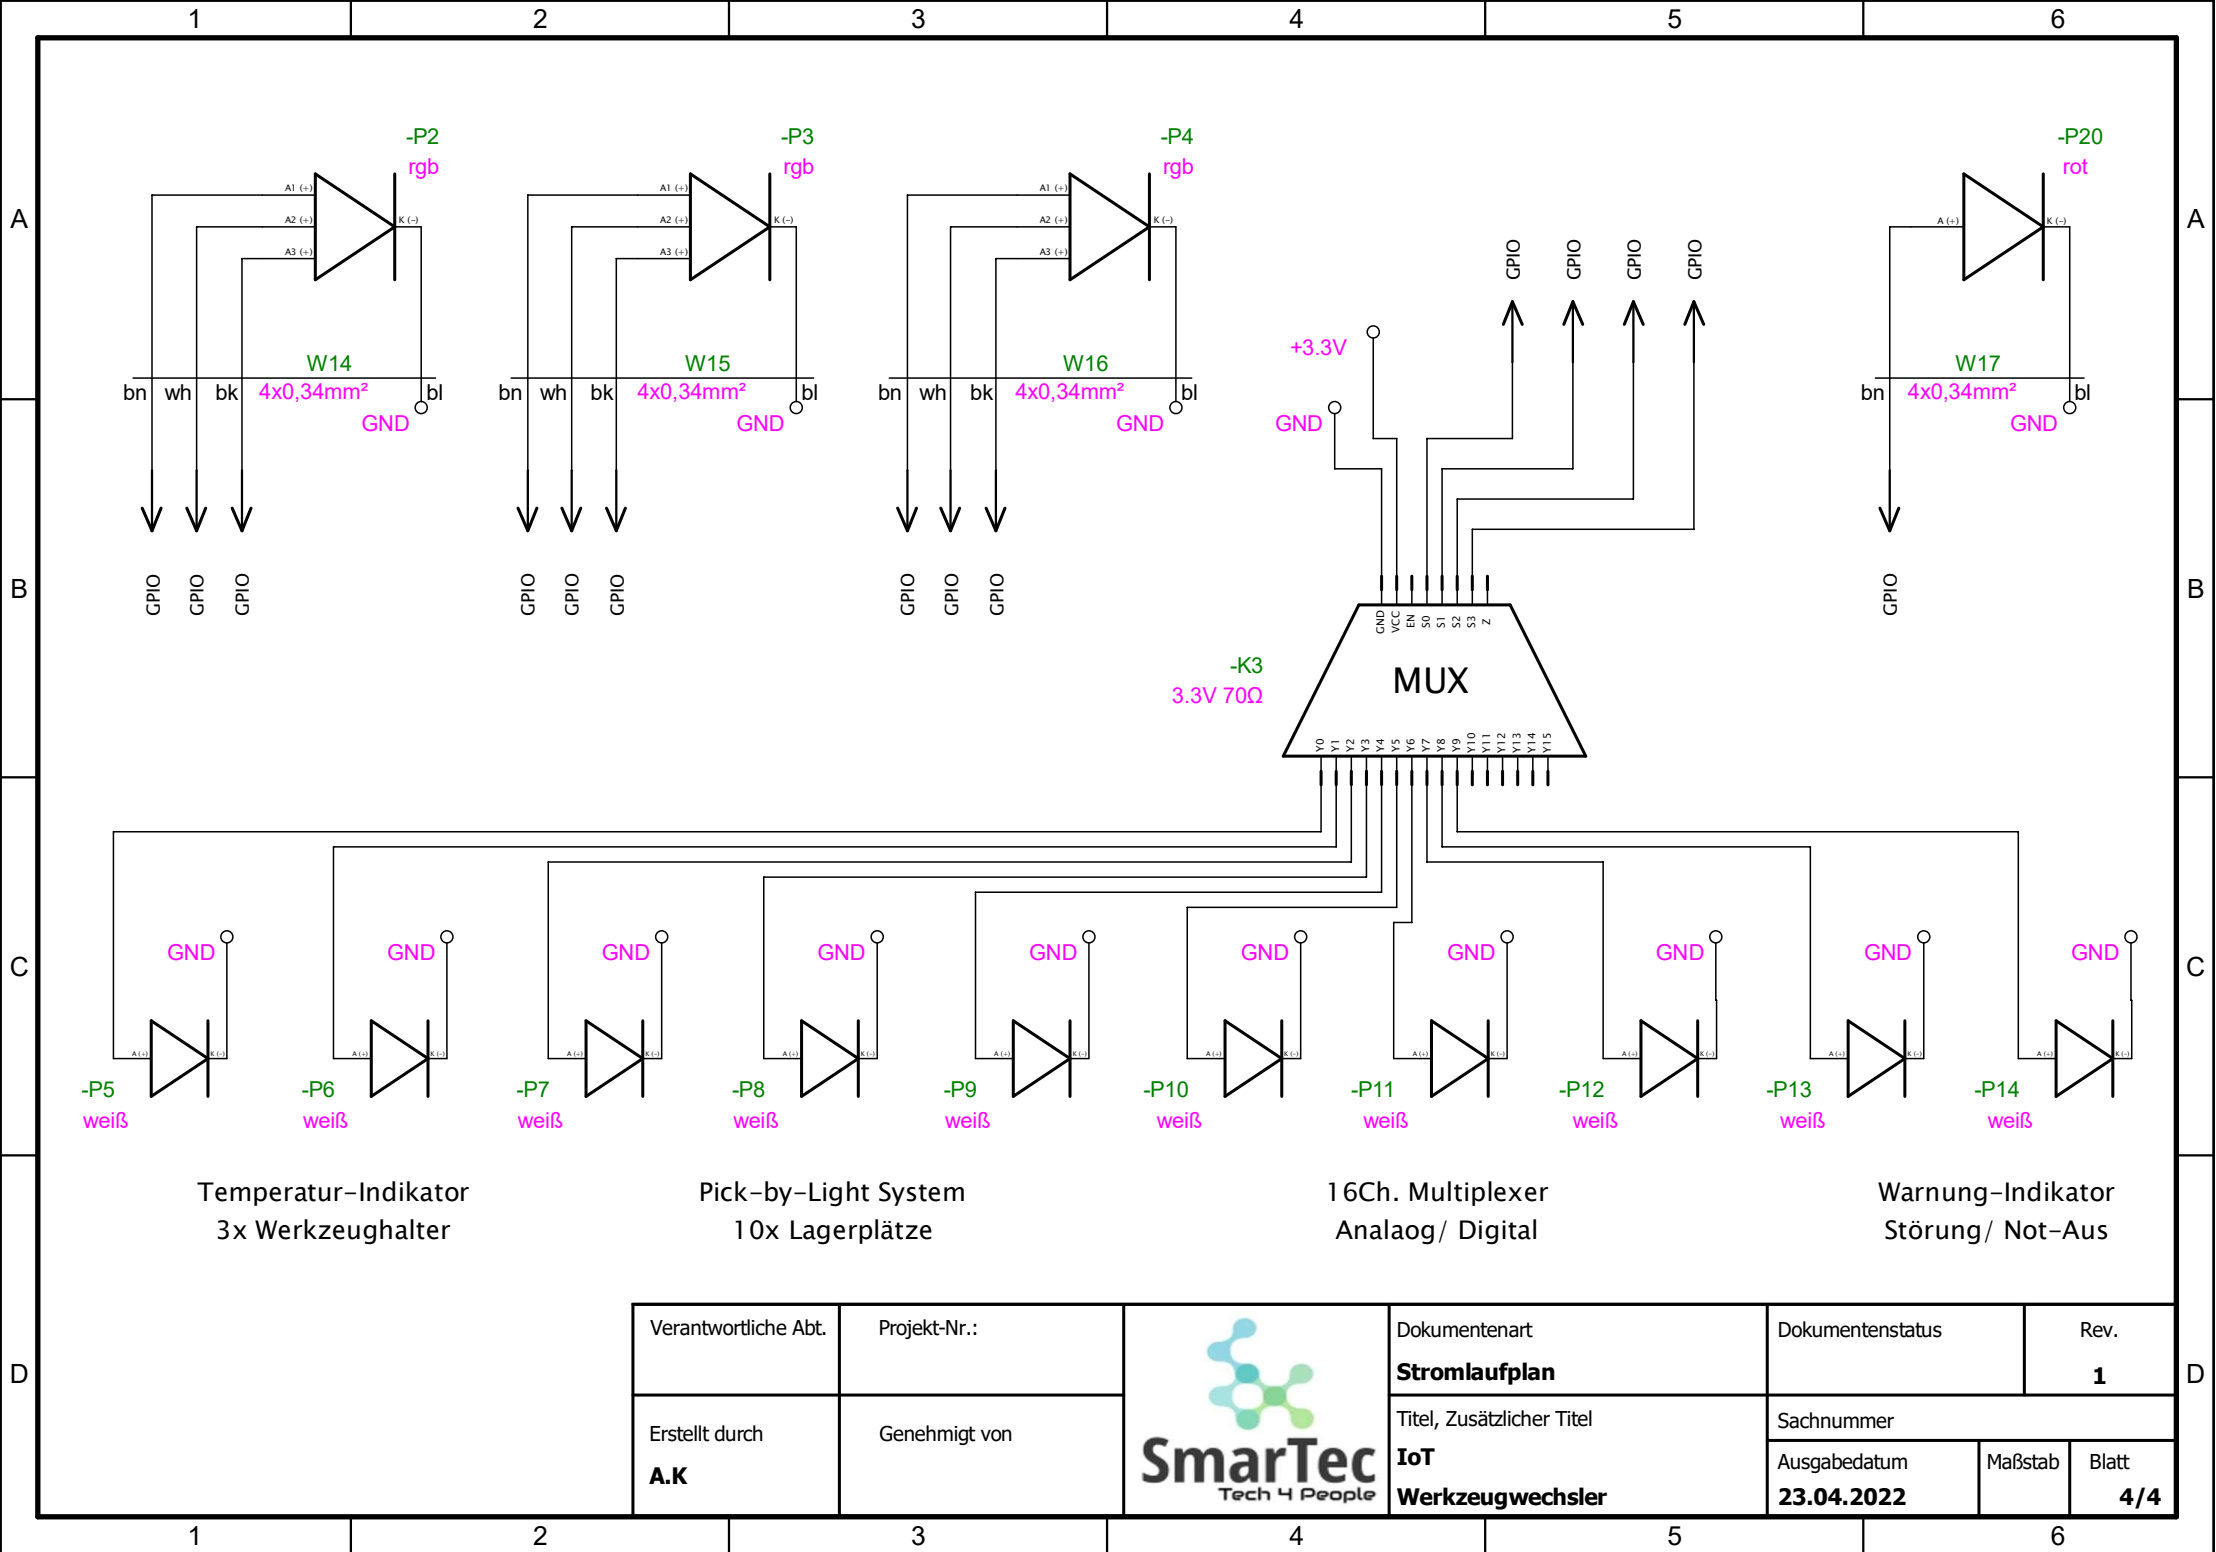 1 2 3 4 5 6
A A
-P2 -P3 -P4 -P20
rgb rgb rgb rot
A1 (+) A1 (+) A1 (+)
A2 (+) K (-) A2 (+) K (-) A2 (+) K (-) A (+) K (-)
A3 (+) A3 (+) A3 (+)
GPIO GPIO GPIO GPIO
+3.3V
W14 W15 W16 W17
bn wh bk 4x0,34mm² bl bn wh bk 4x0,34mm² bl bn wh bk 4x0,34mm² bl bn 4x0,34mm² bl
GND GND GND GND GND
B B
GPIO GPIO GPIO GPIO GPIO GPIO GPIO GPIO GPIO GPIO
GND VCC EN S0 S1 S2 S3 Z
-K3 MUX
3.3V 70Ω
Y0 Y1 Y2 Y3 Y4 Y5 Y6 Y7 Y8 Y9 Y10 Y11 Y12 Y13 Y14 Y15
C C
GND GND GND GND GND GND GND GND GND GND
A (+) K (-) A (+) K (-) A (+) K (-) A (+) K (-) A (+) K (-) A (+) K (-) A (+) K (-) A (+) K (-) A (+) K (-) A (+) K (-)
-P5 -P6 -P7 -P8 -P9 -P10 -P11 -P12 -P13 -P14
weiß weiß weiß weiß weiß weiß weiß weiß weiß weiß
Temperatur-Indikator
3x Werkzeughalter
Pick-by-Light System
10x Lagerplätze
16Ch. Multiplexer
Analaog/ Digital
Warnung-Indikator
Störung/ Not-Aus
D D
Verantwortliche Abt.
Projekt-Nr.:
Erstellt durch
A.K
Genehmigt von
SmarTec
Tech 4 People
Dokumentenart
Stromlaufplan
Titel, Zusätzlicher Titel
IoT
Werkzeugwechsler
Dokumentenstatus
Rev.
1
Sachnummer
Ausgabedatum
23.04.2022
Maßstab
Blatt
4/4
1 2 3 4 5 6